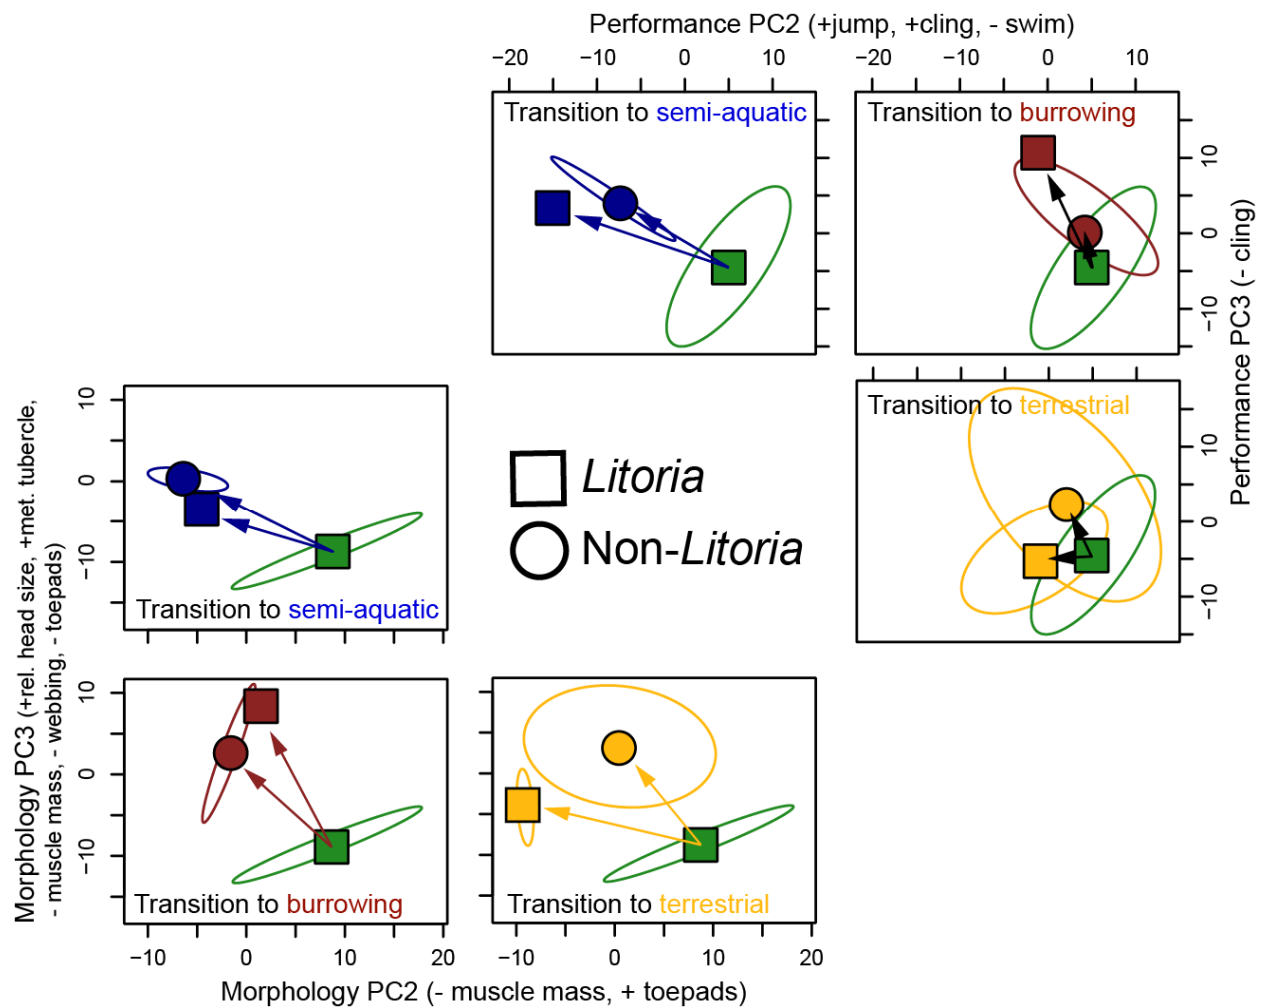 Performance PC2 (+jump, +cling, - swim)
−20 −10 0 10 −20 −10 0 10
Transition to semi-aquatic
Transition to burrowing
10
0
−10
Performance PC3 (- cling)
Transition to terrestrial
10
0
−10
Litoria
Non-Litoria
10
0
−10
Transition to semi-aquatic
Morphology PC3 (+rel. head size, +met. tubercle,
- muscle mass, - webbing, - toepads)
10
0
−10
Transition to burrowing
Transition to terrestrial
−10 0 10 20 −10 0 10 20
Morphology PC2 (- muscle mass, + toepads)